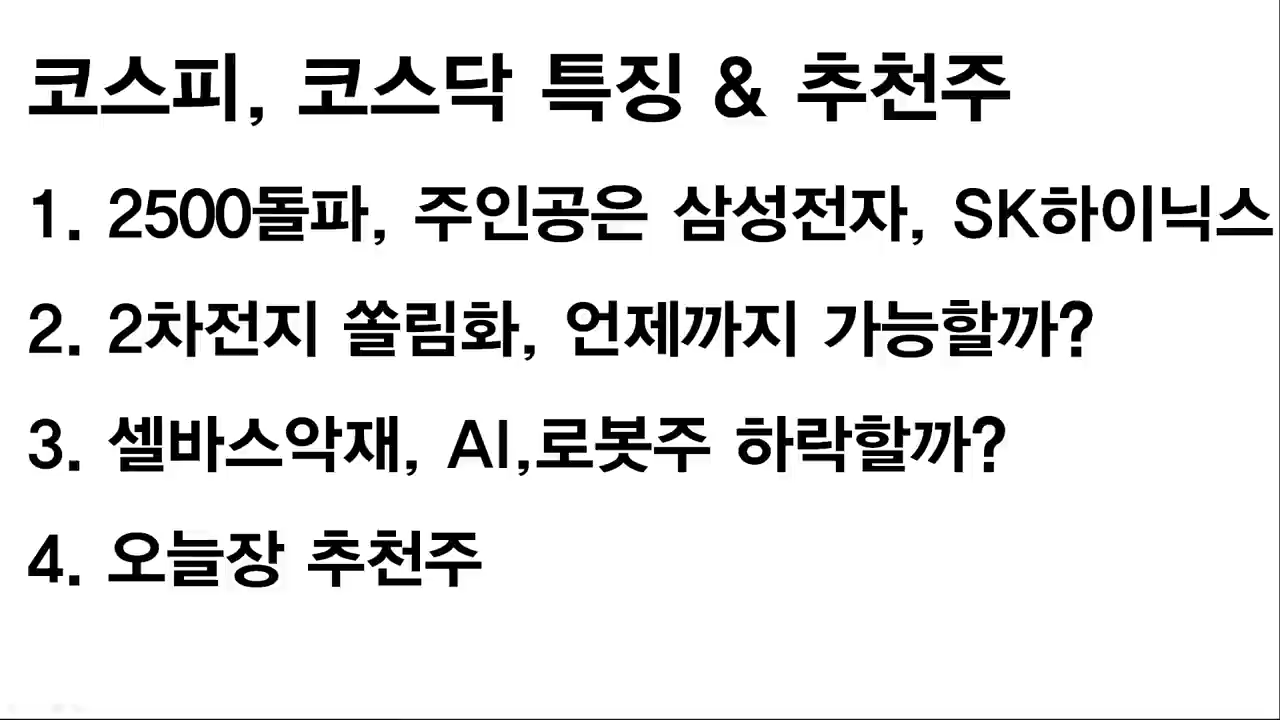 코스피, 코스닥 특징 & 추천주
1. 2500돌파, 주인공은 삼성전자, SK하이닉스
2. 2차전지 쏠림화, 언제까지 가능할까?
3. 셀바스악재, AI,로봇주 하락할까?
4. 오늘장 추천주